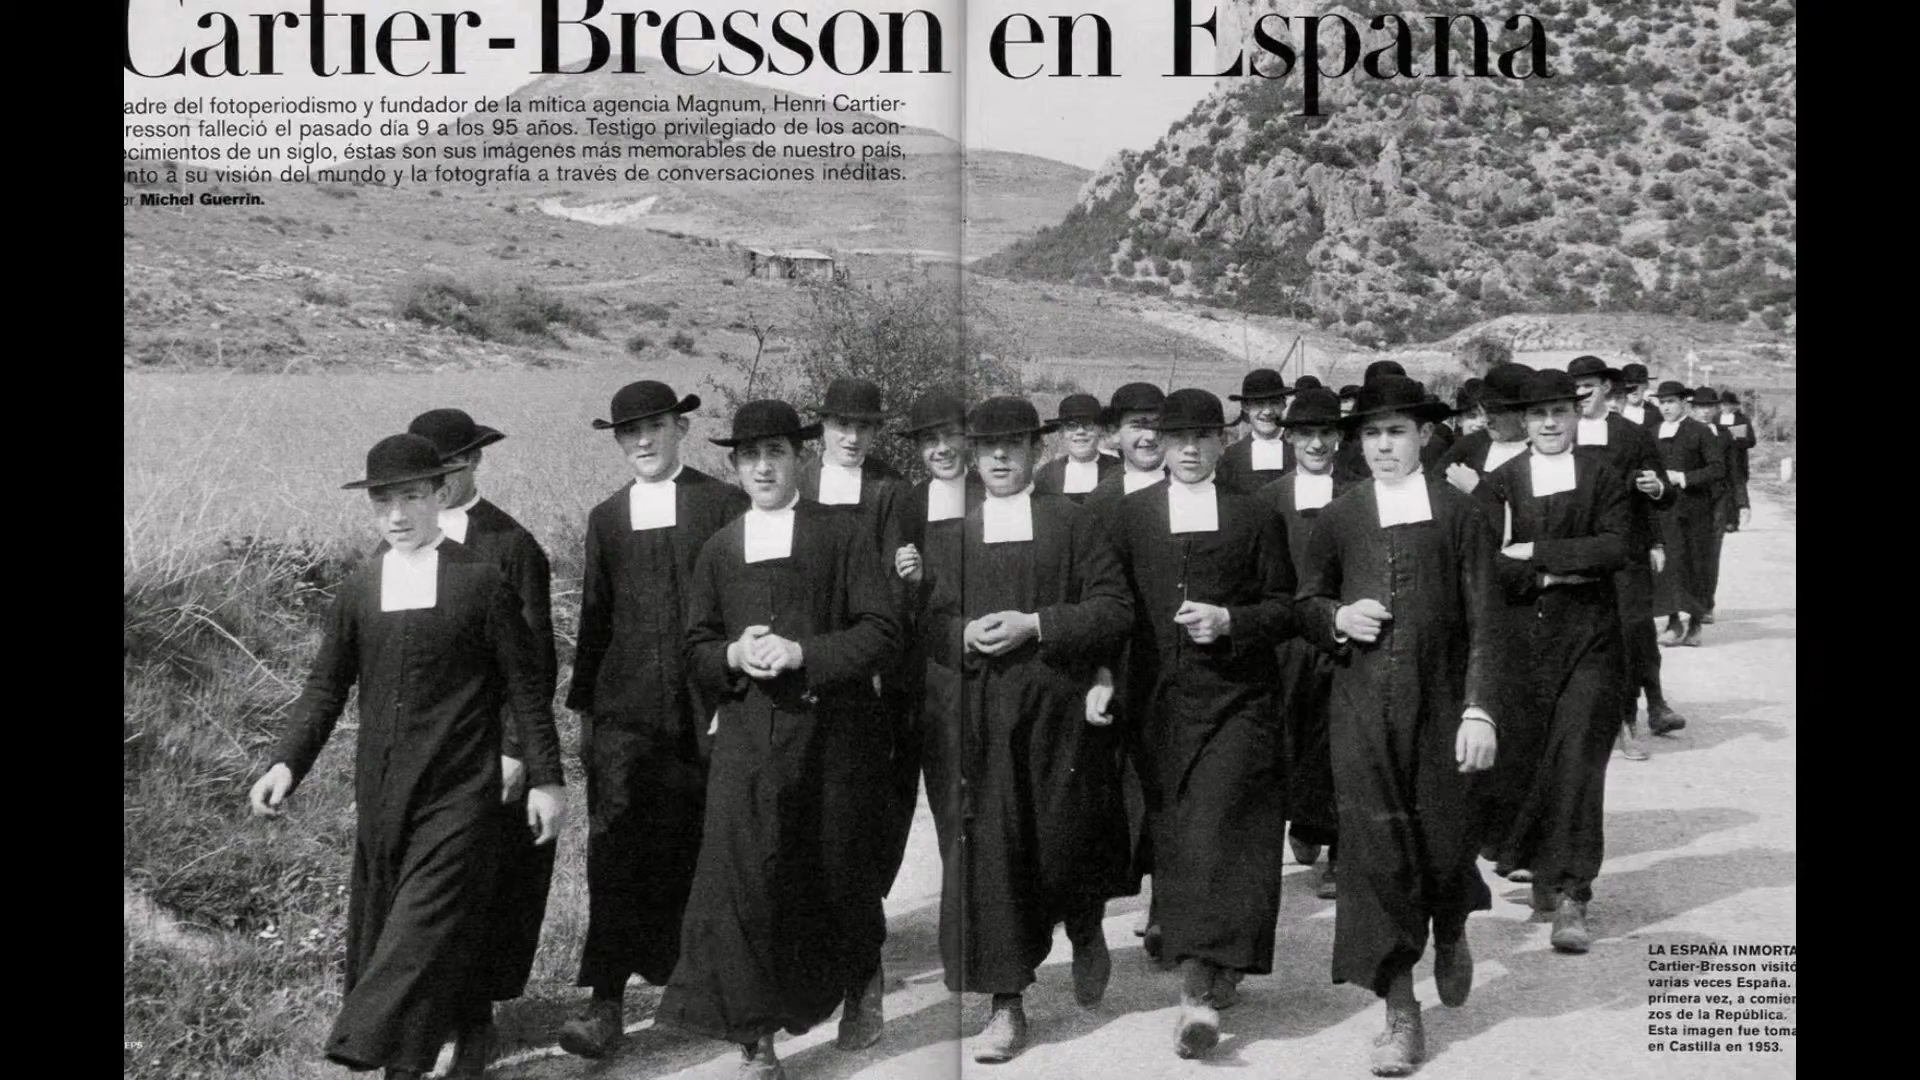 Cartier-Bresson en España
adre del fotoperiodismo y fundador de la mítica agencia Magnum, Henri Cartier-
resson falleció el pasado día 9 a los 95 años. Testigo privilegiado de los acon-
ecimientos de un siglo, éstas son sus imágenes más memorables de nuestro país,
nto a su visión del mundo y la fotografía a través de conversaciones inéditas.
or Michel Guerrin.
LA ESPAÑA INMORTA
Cartier-Bresson visitó
varias veces España.
primera vez, a comien
zos de la República.
Esta imagen fue toma
en Castilla en 1953.
EPS